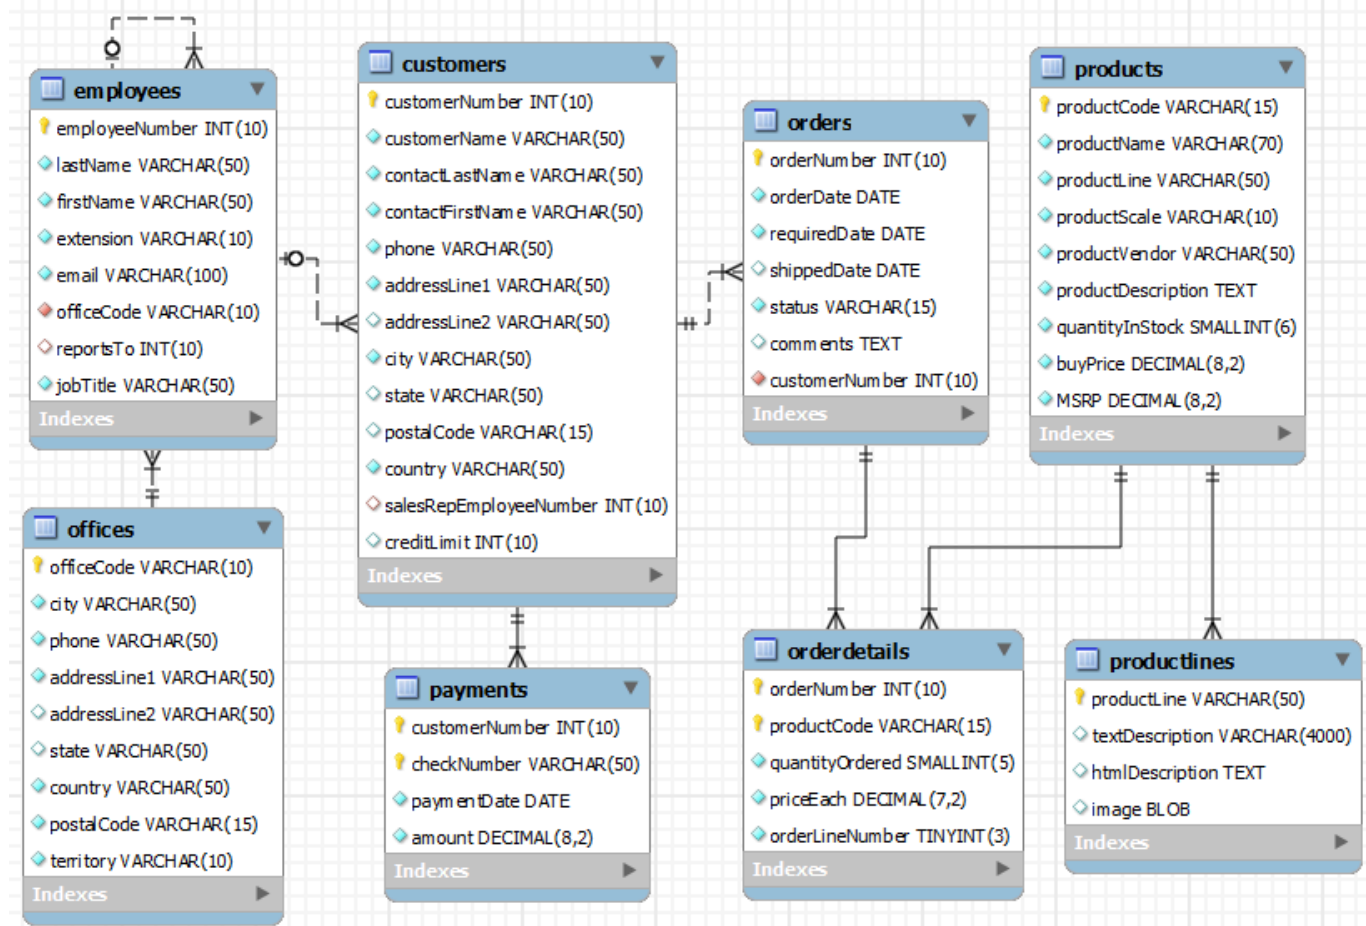 employees
employeeNumber INT(10)
lastName VARCHAR(50)
firstName VARCHAR(50)
extension VARCHAR(10)
email VARCHAR(100)
officeCode VARCHAR(10)
reportsTo INT(10)
jobTitle VARCHAR(50)
Indexes
offices
officeCode VARCHAR(10)
city VARCHAR(50)
phone VARCHAR(50)
addressLine1 VARCHAR(50)
addressLine2 VARCHAR(50)
state VARCHAR(50)
country VARCHAR(50)
postalCode VARCHAR(15)
territory VARCHAR(10)
Indexes
customers
customerNumber INT(10)
customerName VARCHAR(50)
contactLastName VARCHAR(50)
contactFirstName VARCHAR(50)
phone VARCHAR(50)
addressLine1 VARCHAR(50)
addressLine2 VARCHAR(50)
city VARCHAR(50)
state VARCHAR(50)
postalCode VARCHAR(15)
country VARCHAR(50)
salesRepEmployeeNumber INT(10)
creditLimit INT(10)
Indexes
payments
customerNumber INT(10)
checkNumber VARCHAR(50)
paymentDate DATE
amount DECIMAL(8,2)
Indexes
orders
orderNumber INT(10)
orderDate DATE
requiredDate DATE
shippedDate DATE
status VARCHAR(15)
comments TEXT
customerNumber INT(10)
Indexes
orderdetails
orderNumber INT(10)
productCode VARCHAR(15)
quantityOrdered SMALLINT(5)
priceEach DECIMAL(7,2)
orderLineNumber TINYINT(3)
Indexes
products
productCode VARCHAR(15)
productName VARCHAR(70)
productLine VARCHAR(50)
productScale VARCHAR(10)
productVendor VARCHAR(50)
productDescription TEXT
quantityInStock SMALLINT(6)
buyPrice DECIMAL(8,2)
MSRP DECIMAL(8,2)
Indexes
productlines
productLine VARCHAR(50)
textDescription VARCHAR(4000)
htmlDescription TEXT
image BLOB
Indexes